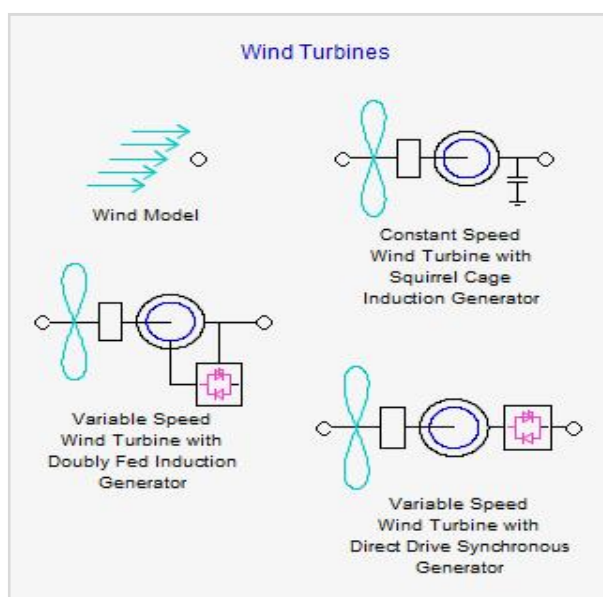 Wind Turbines
Wind Model
Constant Speed
Wind Turbine with
Squirrel Cage
Induction Generator
Variable Speed
Wind Turbine with
Doubly Fed Induction
Generator
Variable Speed
Wind Turbine with
Direct Drive Synchronous
Generator